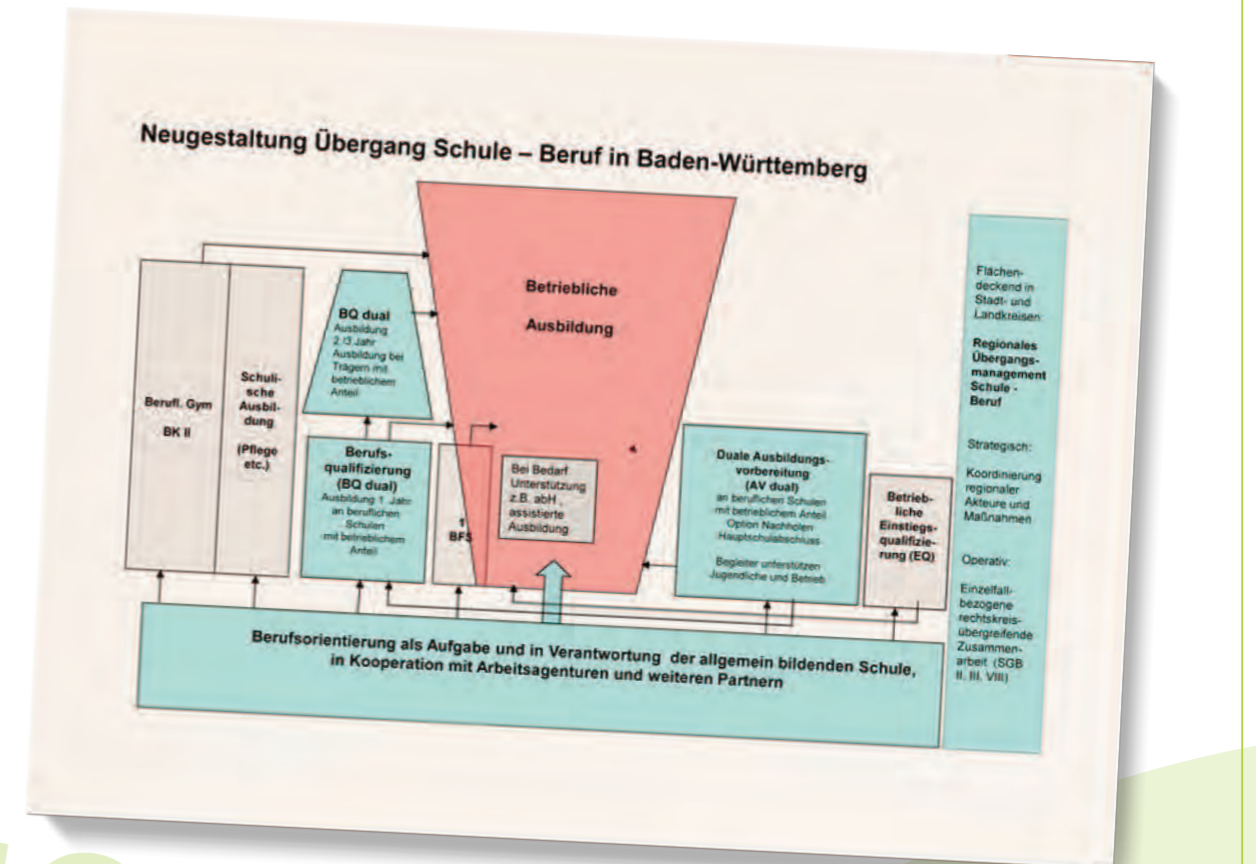 Neugestaltung Übergang Schule – Beruf in Baden-Württemberg
Berufl. Gym
BK II
Schuli-
sche
Ausbil-
dung
(Pflege
etc.)
BQ dual
Ausbildung
2./3.Jahr
Ausbildung bei
Trägern mit
betrieblichem
Anteil
Berufs-
qualifizierung
(BQ dual)
Ausbildung 1. Jahr
an beruflichen
Schulen
mit betrieblichem
Anteil
1
BFS
Betriebliche
Ausbildung
Bei Bedarf
Unterstützung
z.B. abH ,
assistierte
Ausbildung
Duale Ausbildungs-
vorbereitung
(AV dual)
an beruflichen Schulen
mit betrieblichem Anteil
Option Nachholen
Hauptschulabschluss
Begleiter unterstützen
Jugendliche und Betrieb
Betrieb-
liche
Einstiegs-
qualifizie-
rung (EQ)
Berufsorientierung als Aufgabe und in Verantwortung der allgemein bildenden Schule,
in Kooperation mit Arbeitsagenturen und weiteren Partnern
Flächen-
deckend in
Stadt- und
Landkreisen:
Regionales
Übergangs-
management
Schule -
Beruf
Strategisch:
Koordinierung
regionaler
Akteure und
Maßnahmen
Operativ:
Einzelfall-
bezogene
rechtskreis-
übergreifende
Zusammen-
arbeit (SGB
II, III, VIII)